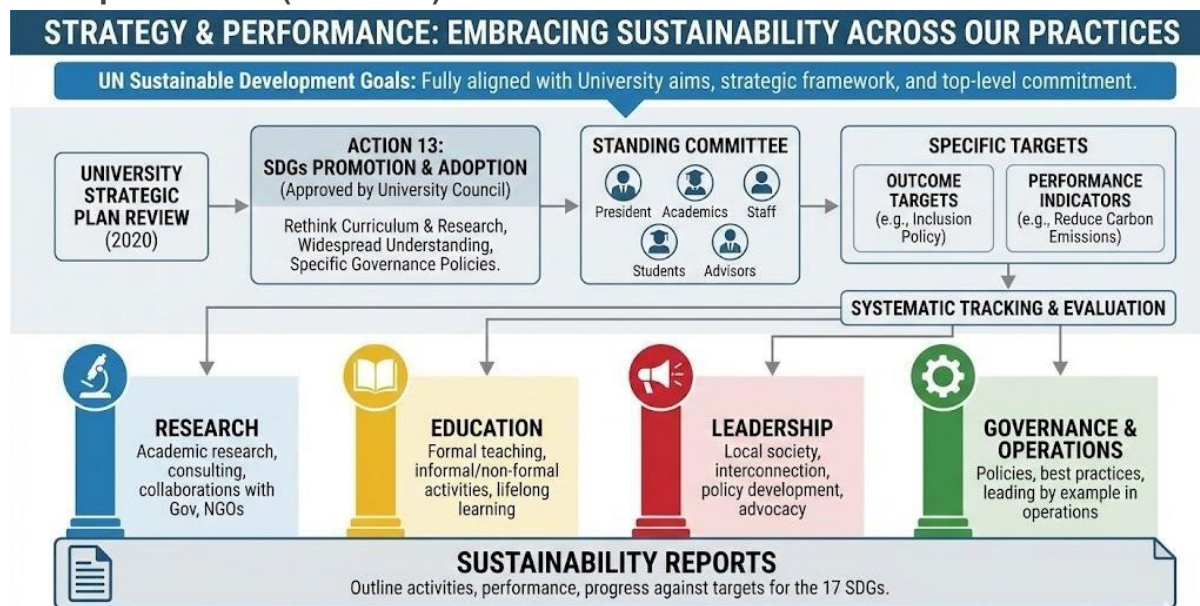 STRATEGY & PERFORMANCE: EMBRACING SUSTAINABILITY ACROSS OUR PRACTICES
UN Sustainable Development Goals: Fully aligned with University aims, strategic framework, and top-level commitment.
UNIVERSITY
STRATEGIC
PLAN REVIEW
(2020)
ACTION 13:
SDGs PROMOTION & ADOPTION
(Approved by University Council)
Rethink Curriculum & Research,
Widespread Understanding,
Specific Governance Policies.
STANDING COMMITTEE
President Academics Staff
Students Advisors
SPECIFIC TARGETS
OUTCOME
TARGETS
(e.g., Inclusion
Policy)
PERFORMANCE
INDICATORS
(e.g., Reduce Carbon
Emissions)
SYSTEMATIC TRACKING & EVALUATION
RESEARCH
Academic research,
consulting,
collaborations with
Gov, NGOs
EDUCATION
Formal teaching,
informal/non-formal
activities, lifelong
learning
LEADERSHIP
Local society,
interconnection,
policy development,
advocacy
GOVERNANCE &
OPERATIONS
Policies, best practices,
leading by example in
operations
SUSTAINABILITY REPORTS
Outline activities, performance, progress against targets for the 17 SDGs.